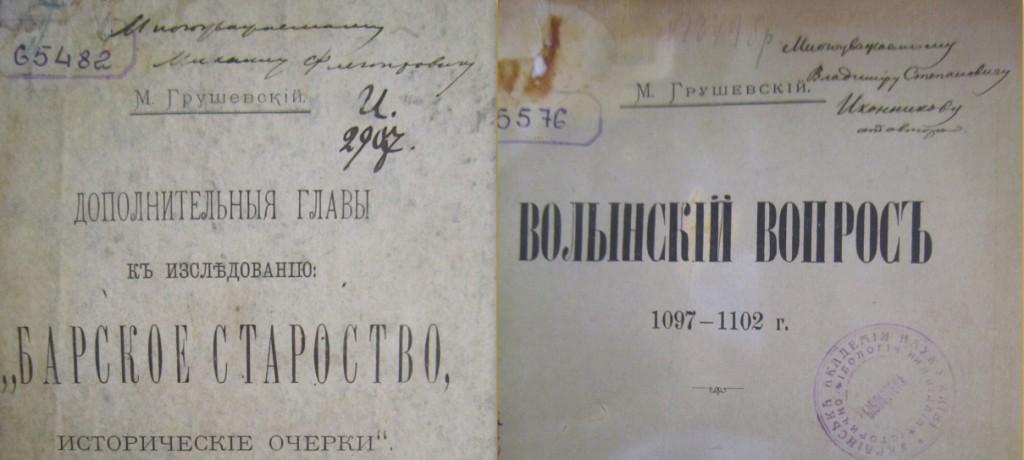 65482
Многоуважаемому
Михаилу Флегонтовичу
М. Грушевскій.
И.
2907.
ДОПОЛНИТЕЛЬНЫЯ ГЛАВЫ
КЪ ИЗСЛѢДОВАНІЮ:
„БАРСКОЕ СТАРОСТВО,
ИСТОРИЧЕСКІЕ ОЧЕРКИ“.
5576
Многоуважаемому
Владиміру Степановичу
Иконникову
отъ автора.
М. Грушевскій.
ВОЛЫНСКІЙ ВОПРОСЪ
1097–1102 г.